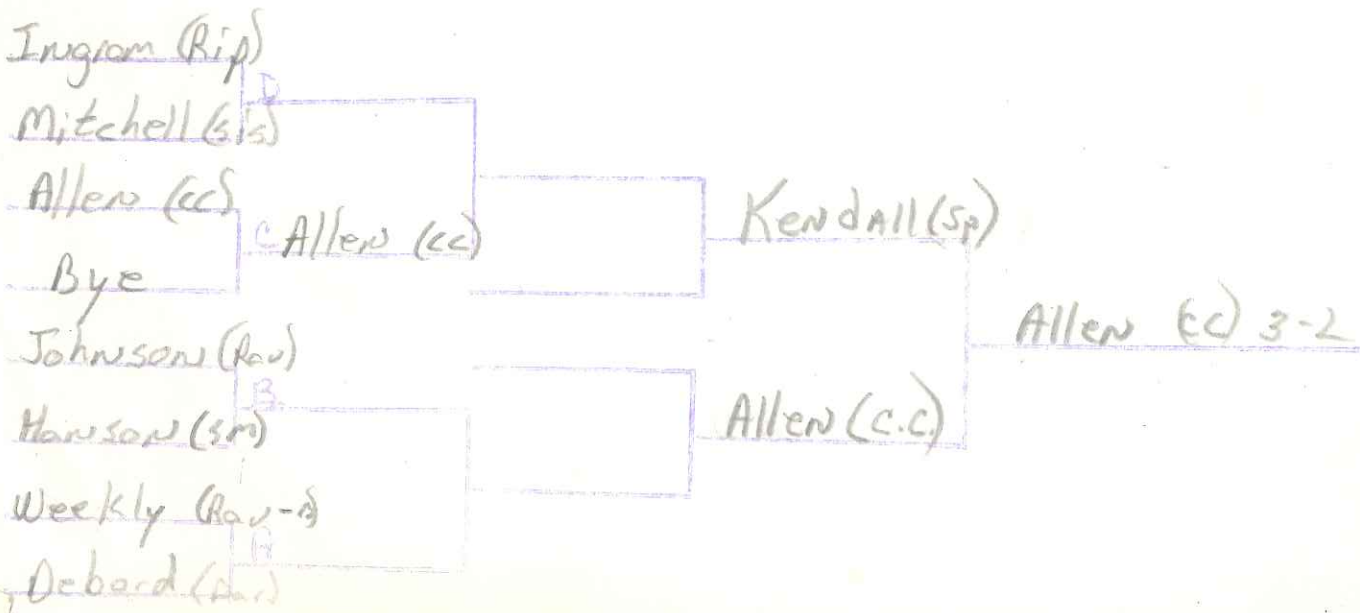 Ingram (Rip)
D
Mitchell (Sis)
Allen (CC)
C Allen (CC)
Bye
Kendall (Sp)
Allen (CC) 3-2
Johnson (Rav)
B.
Hanson (SM)
Allen (C.C.)
Weekly (Rav-B)
A
Debord